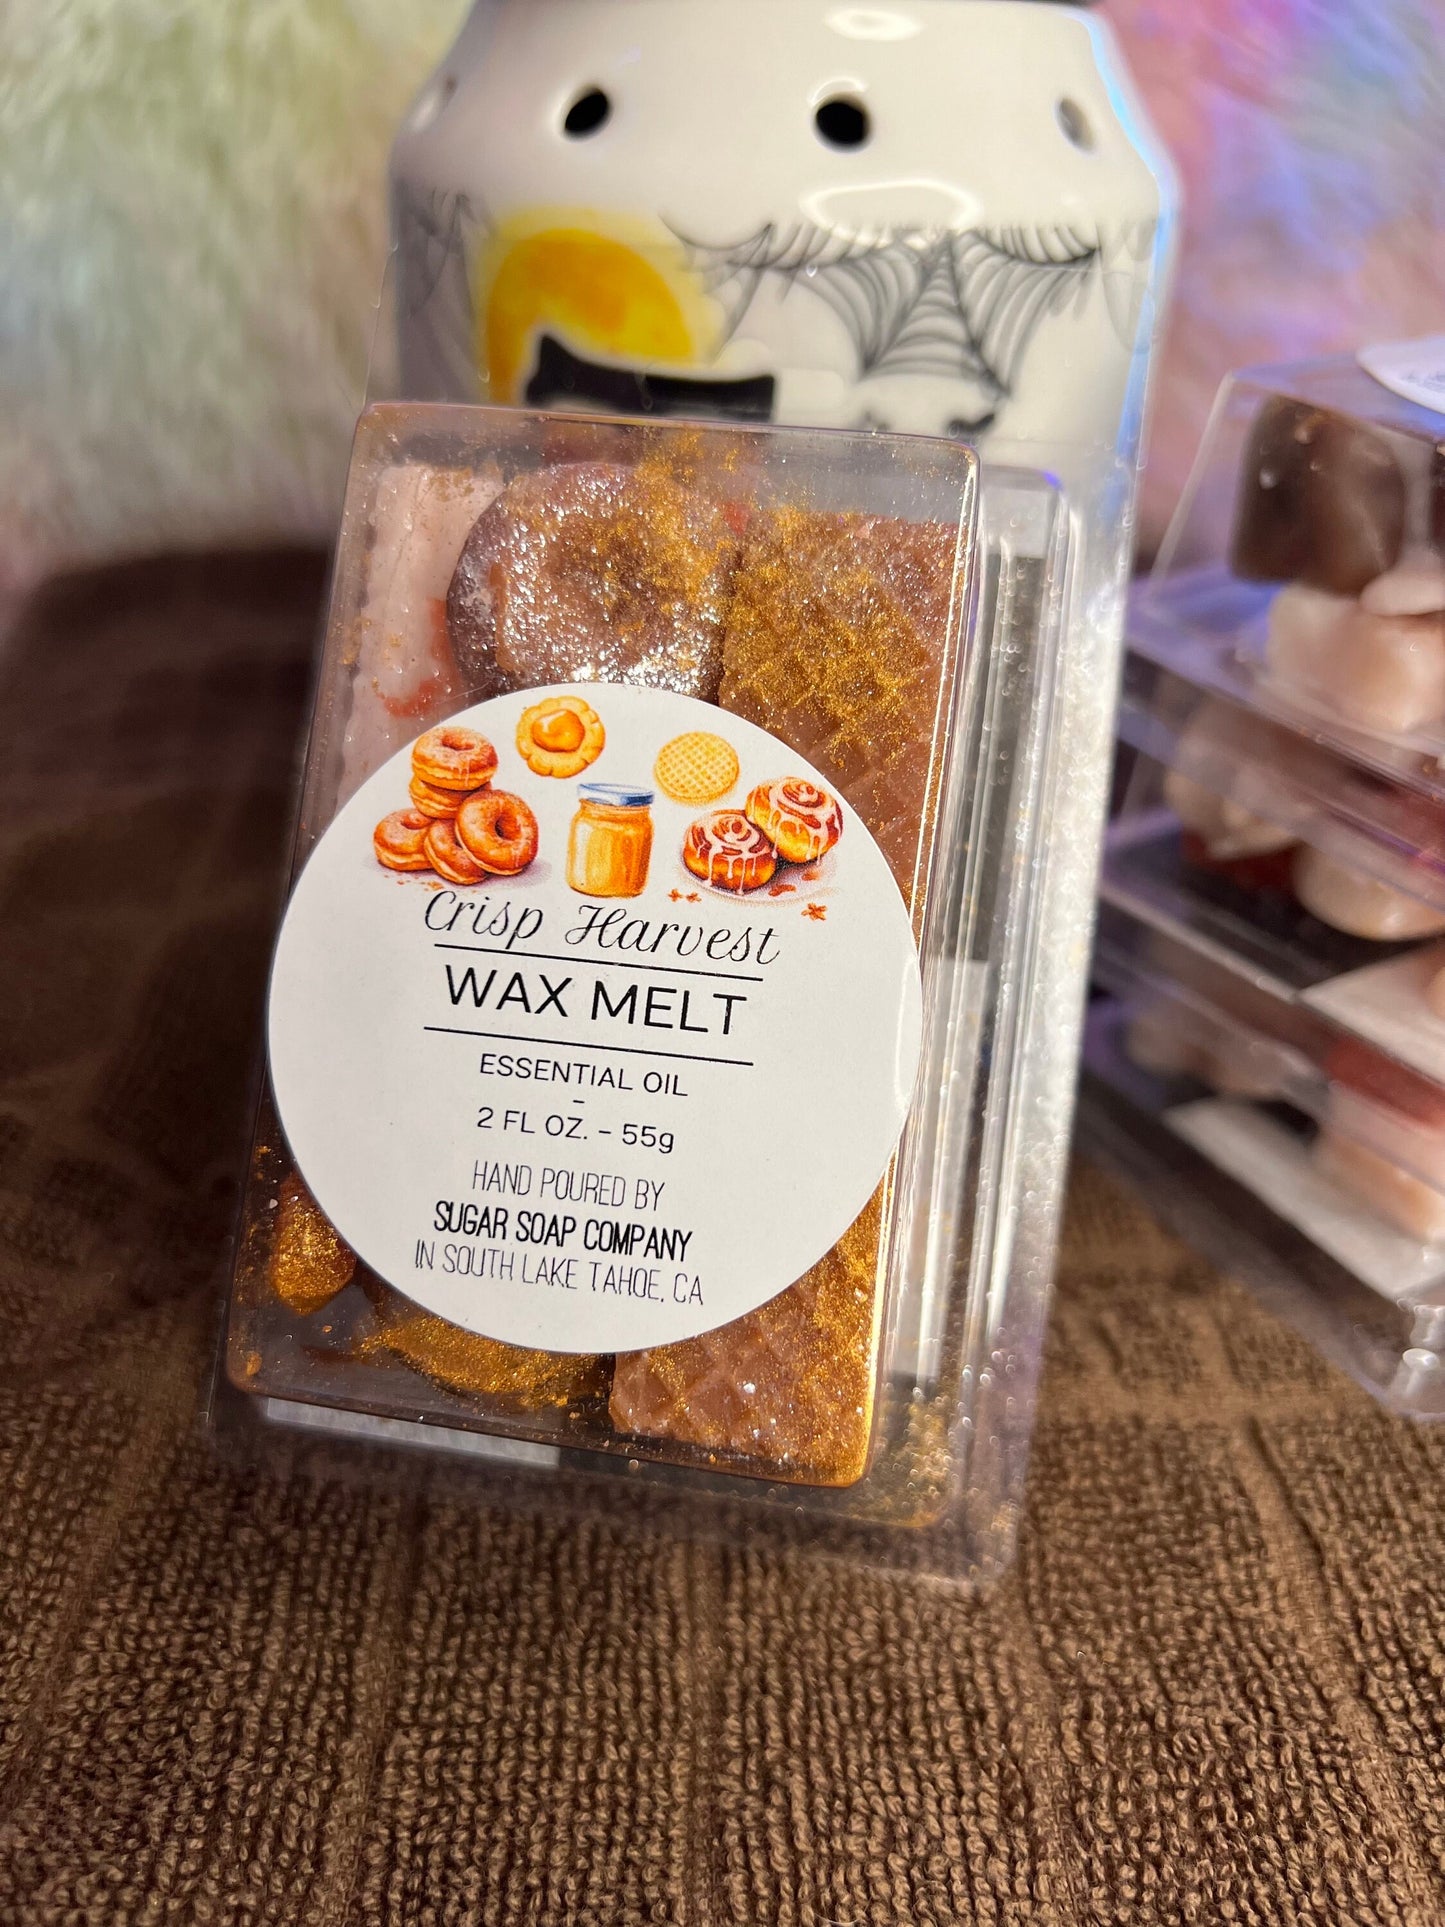 Crisp Harvest
WAX MELT
ESSENTIAL OIL
-
2 FL OZ. - 55g
HAND POURED BY
SUGAR SOAP COMPANY
IN SOUTH LAKE TAHOE, CA